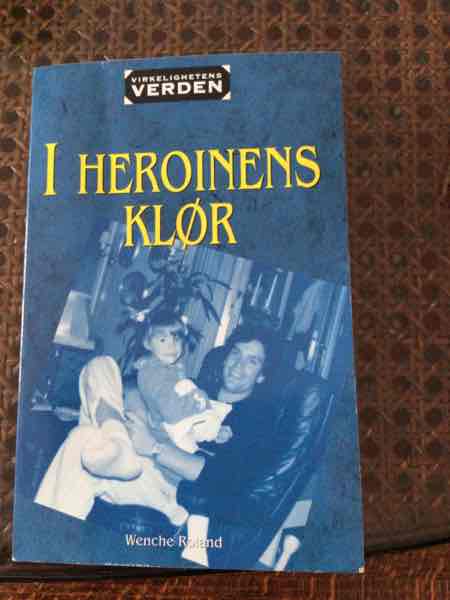 VIRKELIGHETENS
VERDEN
I HEROINENS
KLØR
Wenche Roland